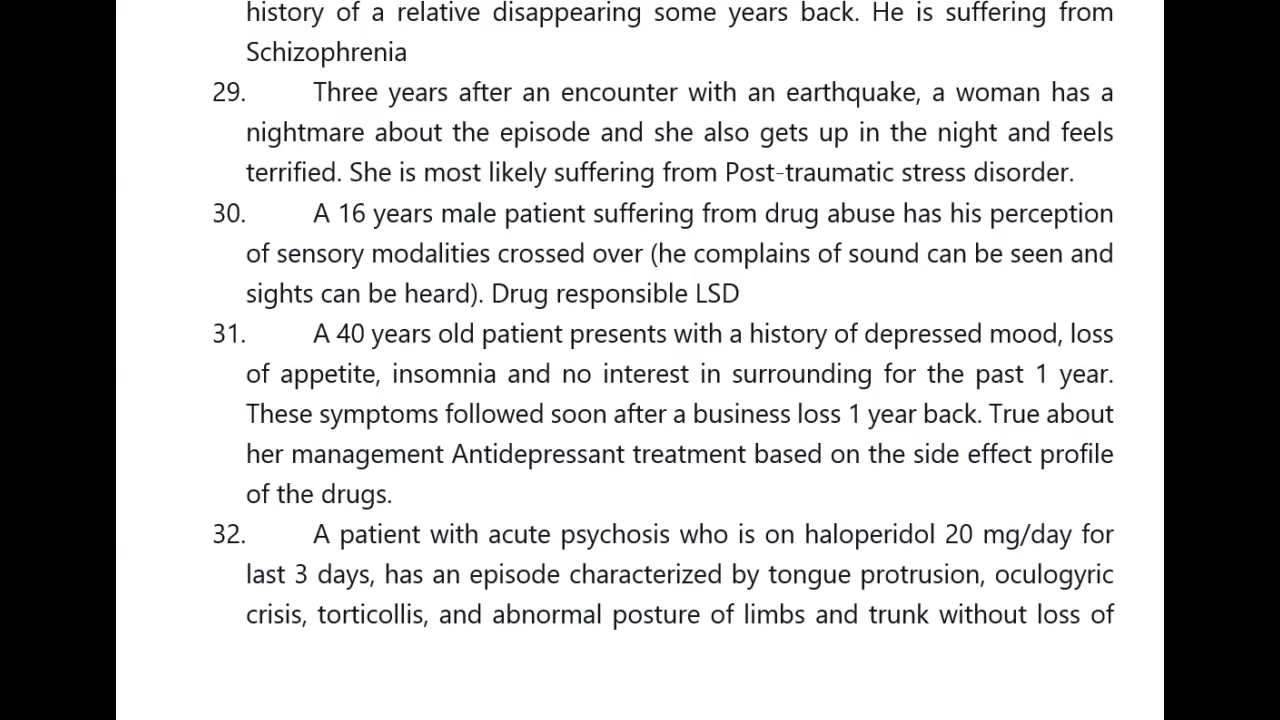 history of a relative disappearing some years back. He is suffering from
Schizophrenia
29. Three years after an encounter with an earthquake, a woman has a
nightmare about the episode and she also gets up in the night and feels
terrified. She is most likely suffering from Post-traumatic stress disorder.
30. A 16 years male patient suffering from drug abuse has his perception
of sensory modalities crossed over (he complains of sound can be seen and
sights can be heard). Drug responsible LSD
31. A 40 years old patient presents with a history of depressed mood, loss
of appetite, insomnia and no interest in surrounding for the past 1 year.
These symptoms followed soon after a business loss 1 year back. True about
her management Antidepressant treatment based on the side effect profile
of the drugs.
32. A patient with acute psychosis who is on haloperidol 20 mg/day for
last 3 days, has an episode characterized by tongue protrusion, oculogyric
crisis, torticollis, and abnormal posture of limbs and trunk without loss of